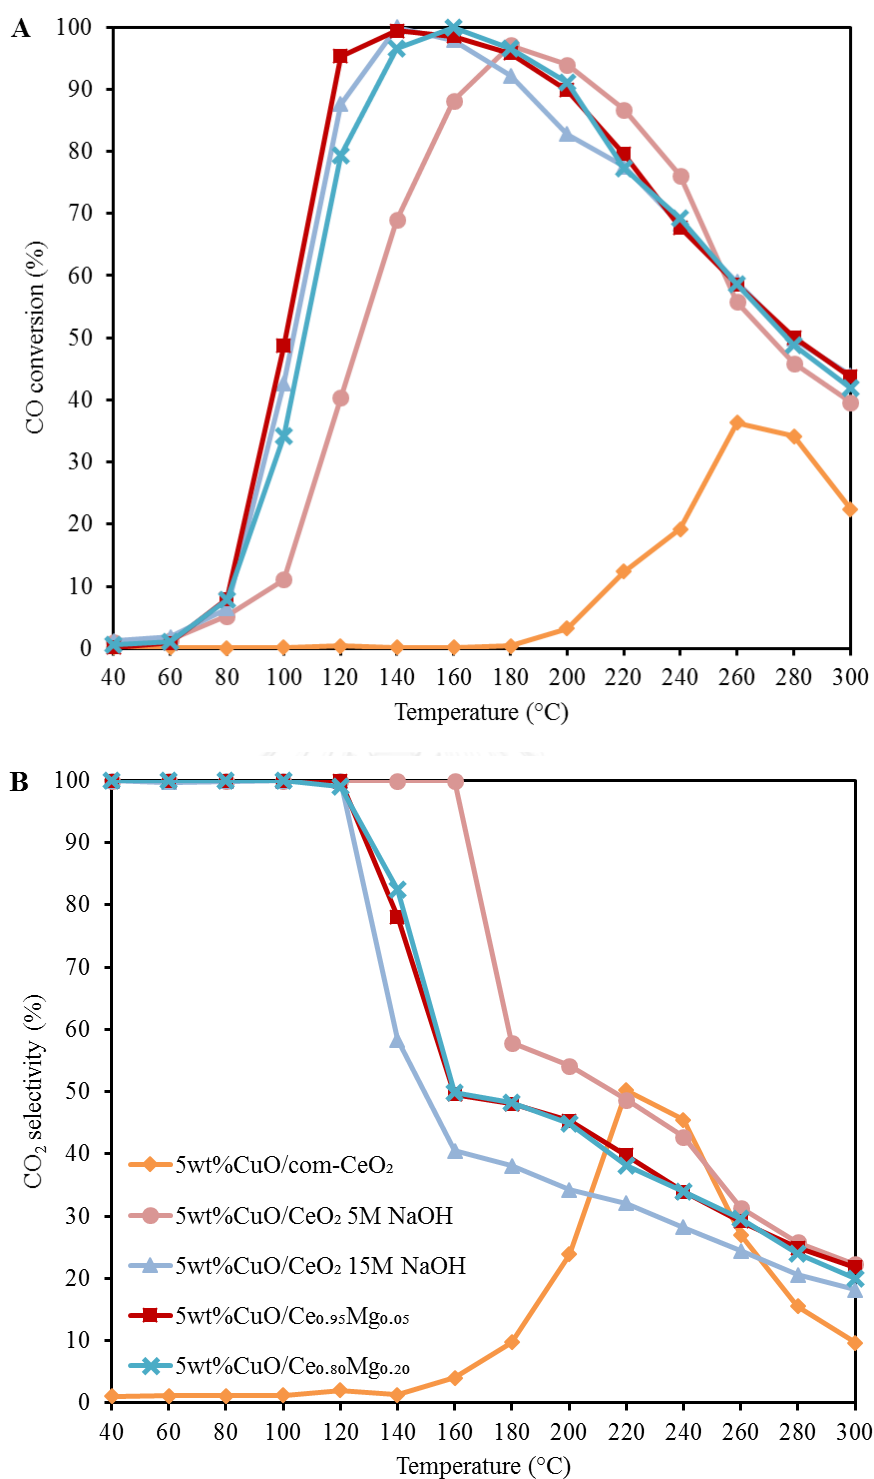 A
100
90
80
70
60
50
40
30
20
10
0
CO conversion (%)
40 60 80 100 120 140 160 180 200 220 240 260 280 300
Temperature (°C)
B
100
90
80
70
60
50
40
30
20
10
0
CO₂ selectivity (%)
5wt%CuO/com-CeO₂
5wt%CuO/CeO₂ 5M NaOH
5wt%CuO/CeO₂ 15M NaOH
5wt%CuO/Ce₀.₉₅Mg₀.₀₅
5wt%CuO/Ce₀.₈₀Mg₀.₂₀
40 60 80 100 120 140 160 180 200 220 240 260 280 300
Temperature (°C)